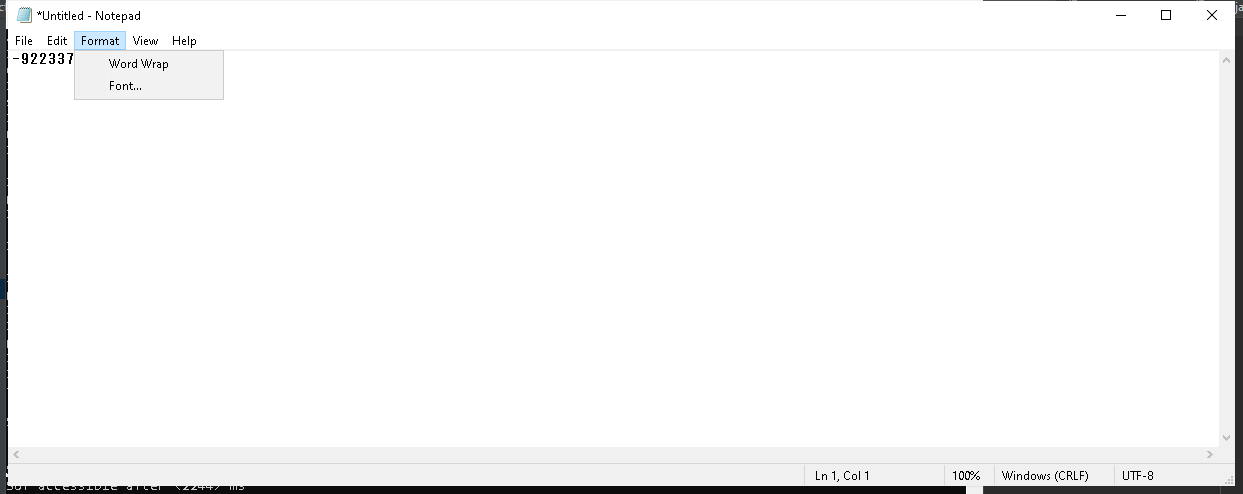 *Untitled - Notepad
File Edit Format View Help
-922337
Word Wrap
Font...
Ln 1, Col 1 100% Windows (CRLF) UTF-8
accessible after <2244> ms